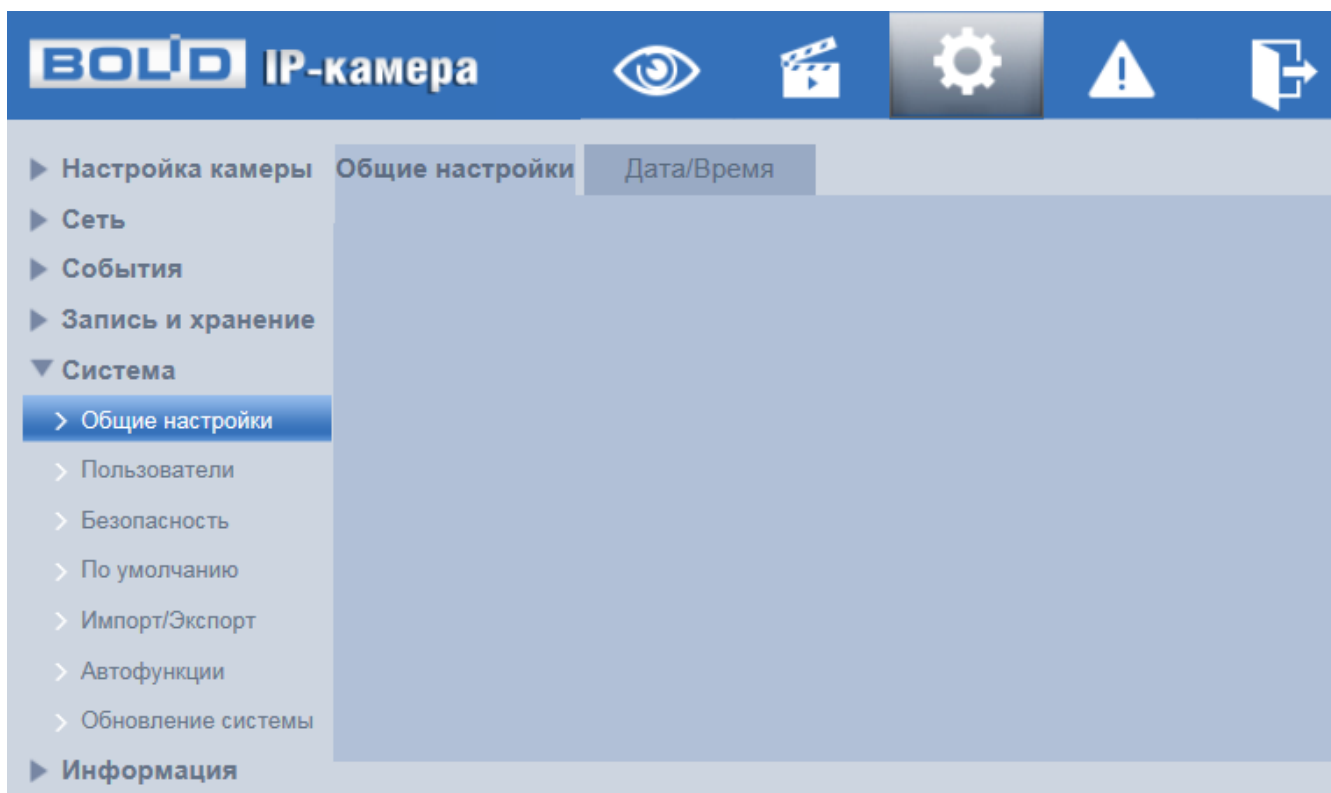 BOLID IP-камера
Настройка камеры
Общие настройки
Дата/Время
Сеть
События
Запись и хранение
Система
Общие настройки
Пользователи
Безопасность
По умолчанию
Импорт/Экспорт
Автофункции
Обновление системы
Информация